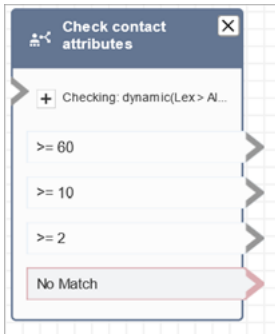 Check contact
attributes
Checking: dynamic(Lex > Al...
>= 60
>= 10
>= 2
No Match